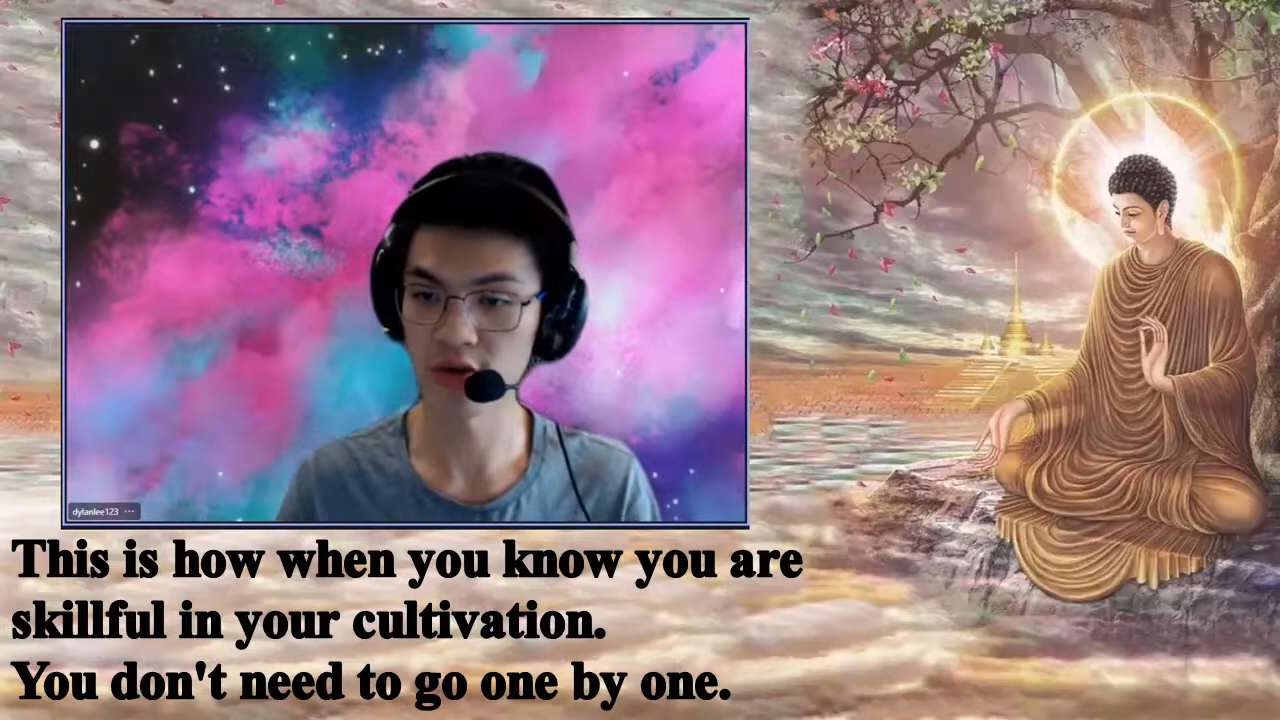 dylanlee123 ...
This is how when you know you are
skillful in your cultivation.
You don't need to go one by one.